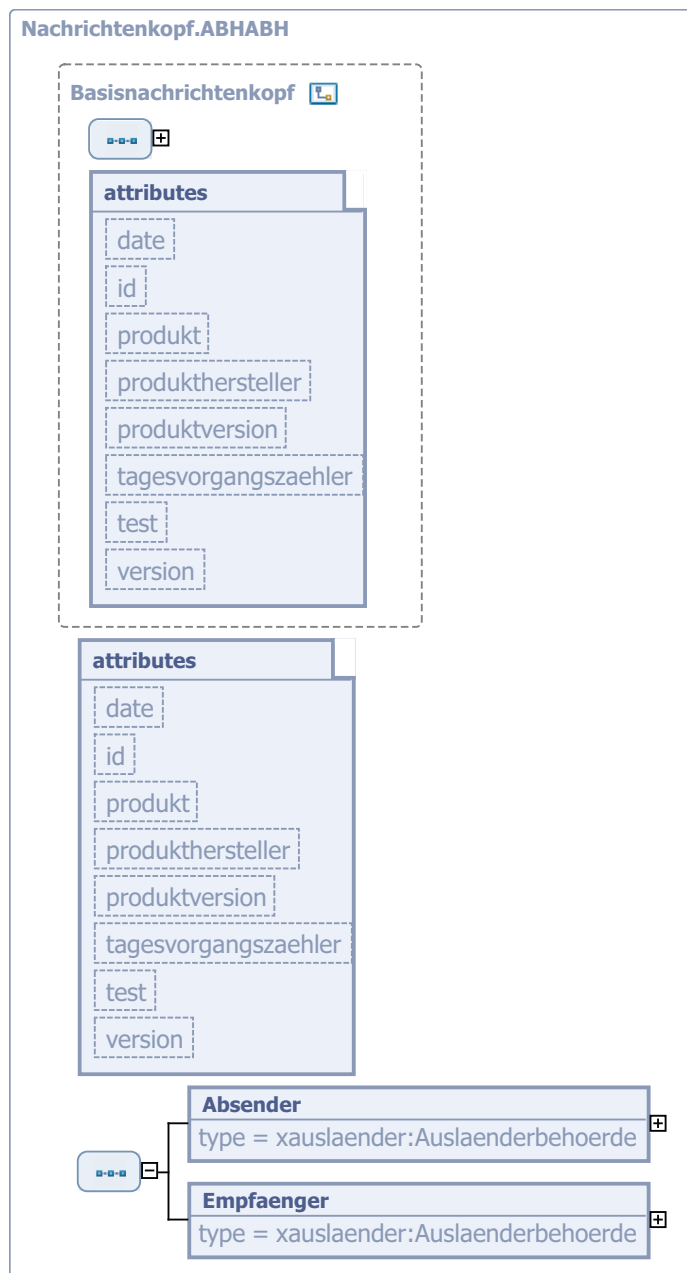 Nachrichtenkopf.ABHABH
Basisnachrichtenkopf
attributes
date
id
produkt
produkthersteller
produktversion
tagesvorgangszaehler
test
version
attributes
date
id
produkt
produkthersteller
produktversion
tagesvorgangszaehler
test
version
Absender
type = xauslaender:Auslaenderbehoerde
Empfaenger
type = xauslaender:Auslaenderbehoerde